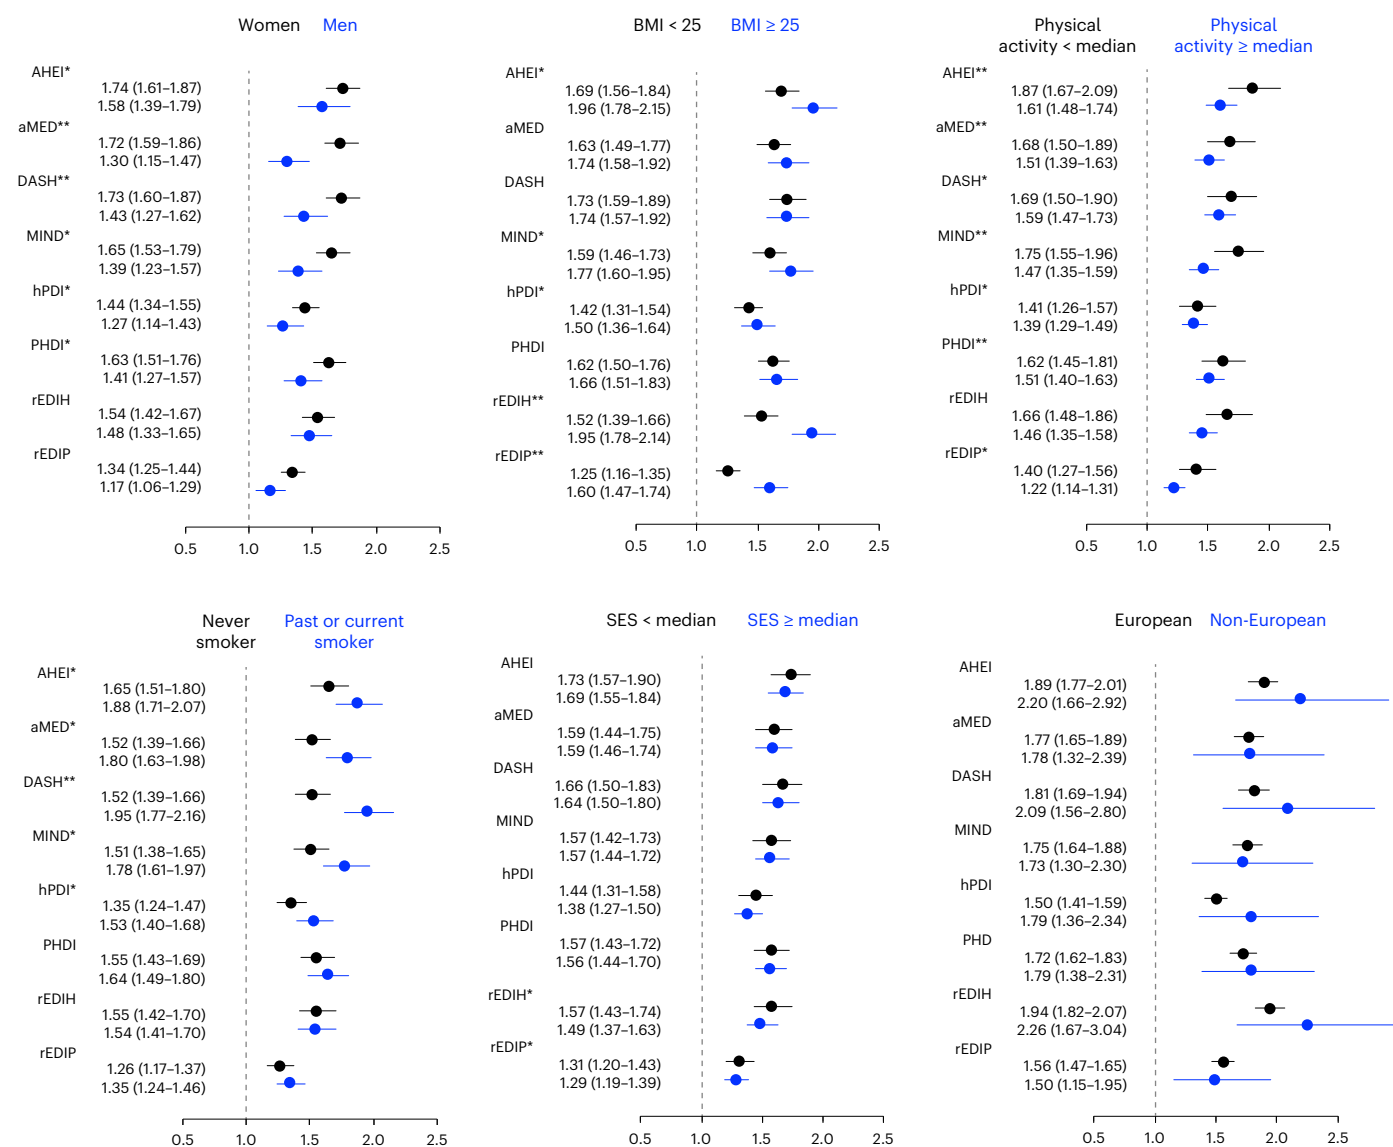 Women Men
AHEI*
1.74 (1.61–1.87)
1.58 (1.39–1.79)
aMED**
1.72 (1.59–1.86)
1.30 (1.15–1.47)
DASH**
1.73 (1.60–1.87)
1.43 (1.27–1.62)
MIND*
1.65 (1.53–1.79)
1.39 (1.23–1.57)
hPDI*
1.44 (1.34–1.55)
1.27 (1.14–1.43)
PHDI*
1.63 (1.51–1.76)
1.41 (1.27–1.57)
rEDIH
1.54 (1.42–1.67)
1.48 (1.33–1.65)
rEDIP
1.34 (1.25–1.44)
1.17 (1.06–1.29)
0.5 1.0 1.5 2.0 2.5
BMI < 25 BMI ≥ 25
AHEI*
1.69 (1.56–1.84)
1.96 (1.78–2.15)
aMED
1.63 (1.49–1.77)
1.74 (1.58–1.92)
DASH
1.73 (1.59–1.89)
1.74 (1.57–1.92)
MIND*
1.59 (1.46–1.73)
1.77 (1.60–1.95)
hPDI*
1.42 (1.31–1.54)
1.50 (1.36–1.64)
PHDI
1.62 (1.50–1.76)
1.66 (1.51–1.83)
rEDIH**
1.52 (1.39–1.66)
1.95 (1.78–2.14)
rEDIP**
1.25 (1.16–1.35)
1.60 (1.47–1.74)
0.5 1.0 1.5 2.0 2.5
Physical Physical
activity < median activity ≥ median
AHEI**
1.87 (1.67–2.09)
1.61 (1.48–1.74)
aMED**
1.68 (1.50–1.89)
1.51 (1.39–1.63)
DASH*
1.69 (1.50–1.90)
1.59 (1.47–1.73)
MIND**
1.75 (1.55–1.96)
1.47 (1.35–1.59)
hPDI*
1.41 (1.26–1.57)
1.39 (1.29–1.49)
PHDI**
1.62 (1.45–1.81)
1.51 (1.40–1.63)
rEDIH
1.66 (1.48–1.86)
1.46 (1.35–1.58)
rEDIP*
1.40 (1.27–1.56)
1.22 (1.14–1.31)
0.5 1.0 1.5 2.0 2.5
Never Past or current
smoker smoker
AHEI*
1.65 (1.51–1.80)
1.88 (1.71–2.07)
aMED*
1.52 (1.39–1.66)
1.80 (1.63–1.98)
DASH**
1.52 (1.39–1.66)
1.95 (1.77–2.16)
MIND*
1.51 (1.38–1.65)
1.78 (1.61–1.97)
hPDI*
1.35 (1.24–1.47)
1.53 (1.40–1.68)
PHDI
1.55 (1.43–1.69)
1.64 (1.49–1.80)
rEDIH
1.55 (1.42–1.70)
1.54 (1.41–1.70)
rEDIP
1.26 (1.17–1.37)
1.35 (1.24–1.46)
0.5 1.0 1.5 2.0 2.5
SES < median SES ≥ median
AHEI
1.73 (1.57–1.90)
1.69 (1.55–1.84)
aMED
1.59 (1.44–1.75)
1.59 (1.46–1.74)
DASH
1.66 (1.50–1.83)
1.64 (1.50–1.80)
MIND
1.57 (1.42–1.73)
1.57 (1.44–1.72)
hPDI
1.44 (1.31–1.58)
1.38 (1.27–1.50)
PHDI
1.57 (1.43–1.72)
1.56 (1.44–1.70)
rEDIH*
1.57 (1.43–1.74)
1.49 (1.37–1.63)
rEDIP*
1.31 (1.20–1.43)
1.29 (1.19–1.39)
0.5 1.0 1.5 2.0 2.5
European Non-European
AHEI
1.89 (1.77–2.01)
2.20 (1.66–2.92)
aMED
1.77 (1.65–1.89)
1.78 (1.32–2.39)
DASH
1.81 (1.69–1.94)
2.09 (1.56–2.80)
MIND
1.75 (1.64–1.88)
1.73 (1.30–2.30)
hPDI
1.50 (1.41–1.59)
1.79 (1.36–2.34)
PHD
1.72 (1.62–1.83)
1.79 (1.38–2.31)
rEDIH
1.94 (1.82–2.07)
2.26 (1.67–3.04)
rEDIP
1.56 (1.47–1.65)
1.50 (1.15–1.95)
0.5 1.0 1.5 2.0 2.5